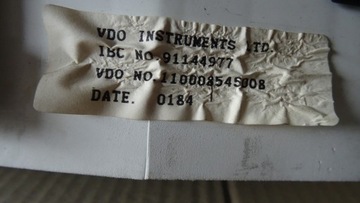 VDO INSTRUMENTS LTD
IBC NO.91144977
VDO NO.110008545008
DATE. 0184